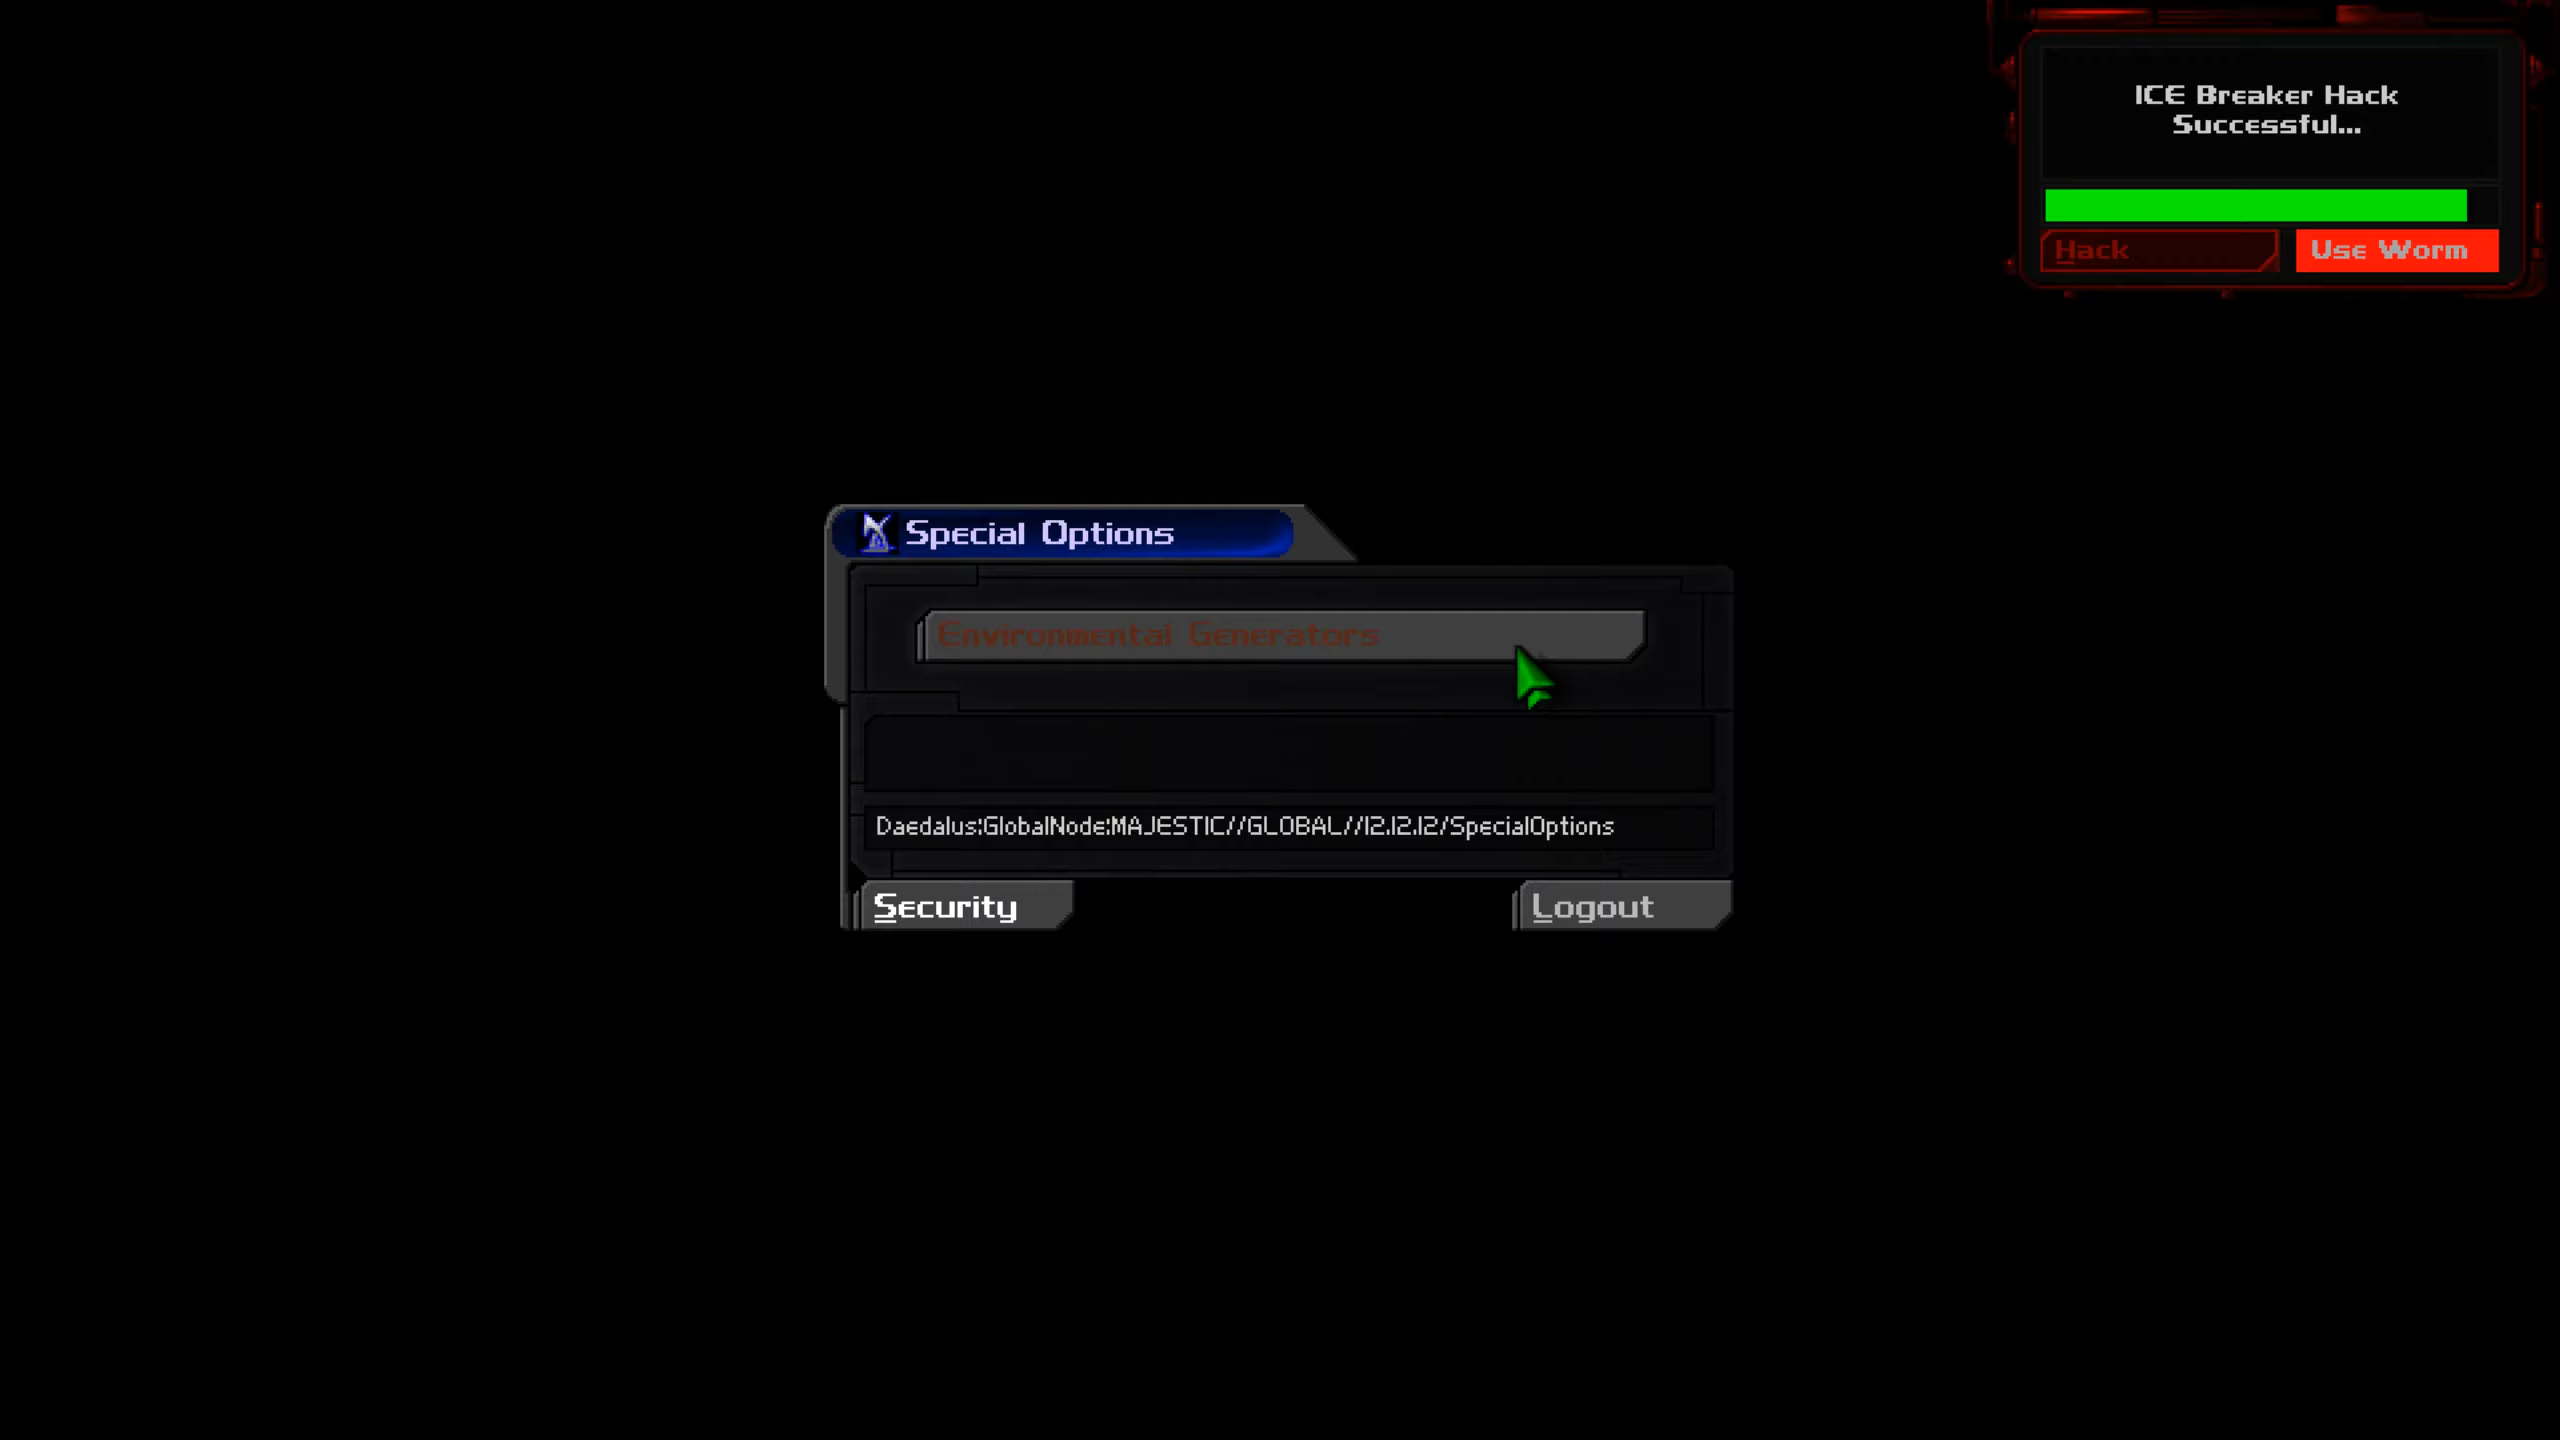 ICE Breaker Hack
Successful...
Hack
Use Worm
Special Options
Environmental Generators
Daedalus:GlobalNode:MAJESTIC//GLOBAL//12.12.12/SpecialOptions
Security
Logout